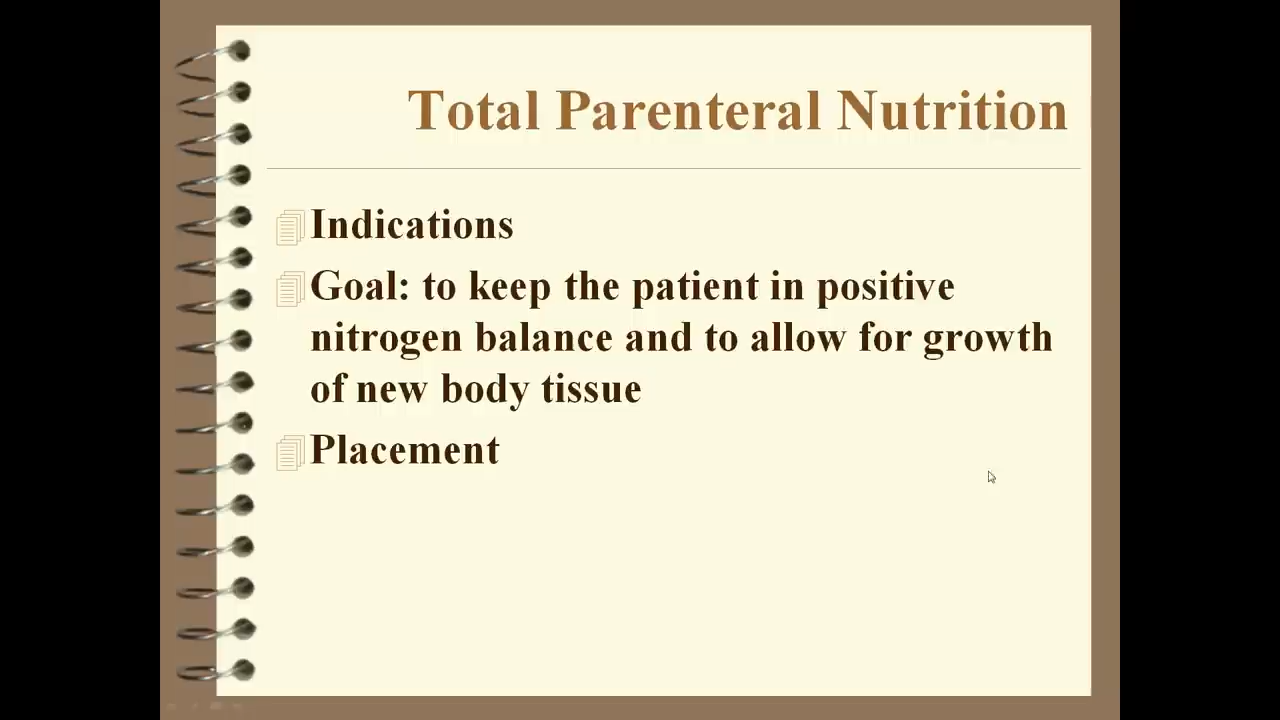 Total Parenteral Nutrition
Indications
Goal: to keep the patient in positive
nitrogen balance and to allow for growth
of new body tissue
Placement